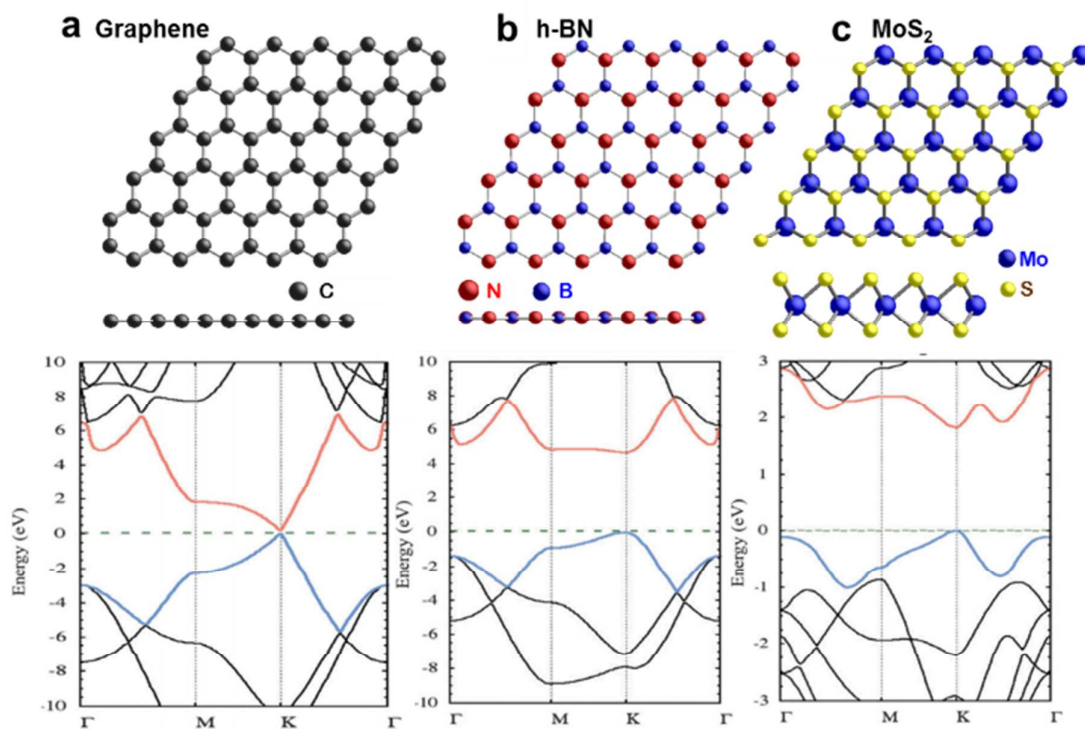 a Graphene
b h-BN
c MoS₂
C
N B
Mo
S
Energy (eV)
10
8
6
4
2
0
-2
-4
-6
-8
-10
Γ M K Γ
Energy (eV)
10
8
6
4
2
0
-2
-4
-6
-8
-10
Γ M K Γ
Energy (eV)
3
2
1
0
-1
-2
-3
Γ M K Γ